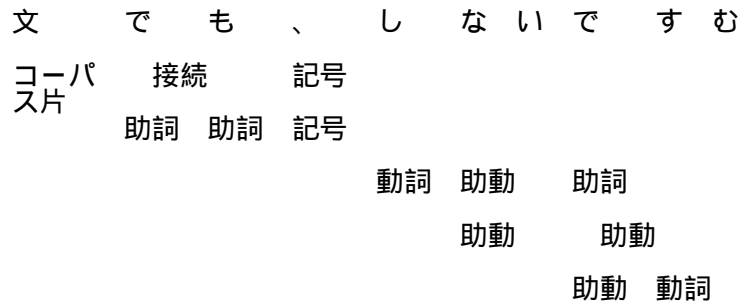 文 で も 、 し な い で す む
コーパス片 接続 記号
助詞 助詞 記号
動詞 助動 助詞
助動 助動
助動 動詞